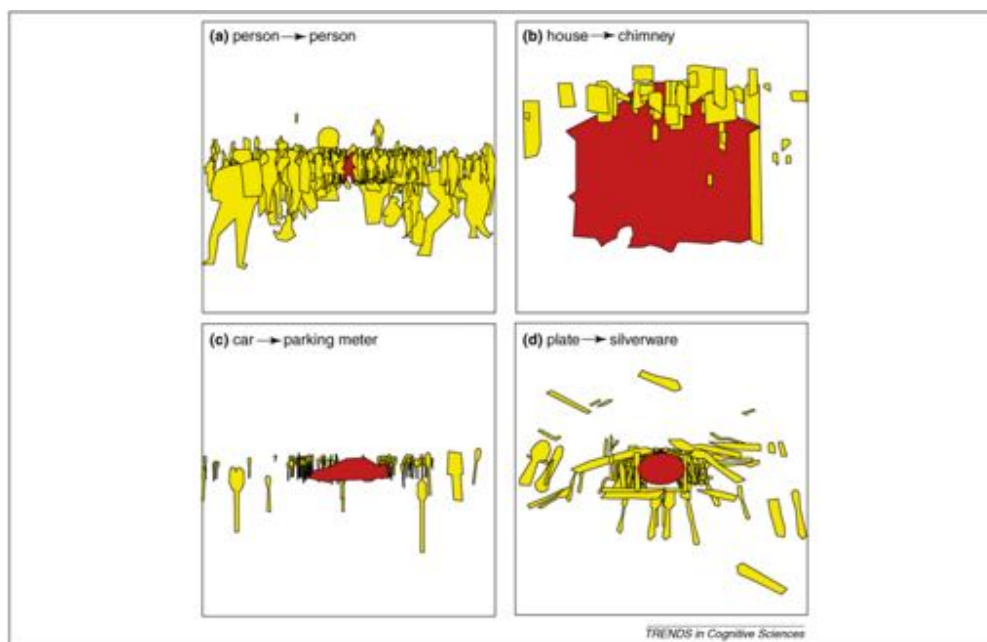 (a) person → person
(b) house → chimney
(c) car → parking meter
(d) plate → silverware
TRENDS in Cognitive Sciences